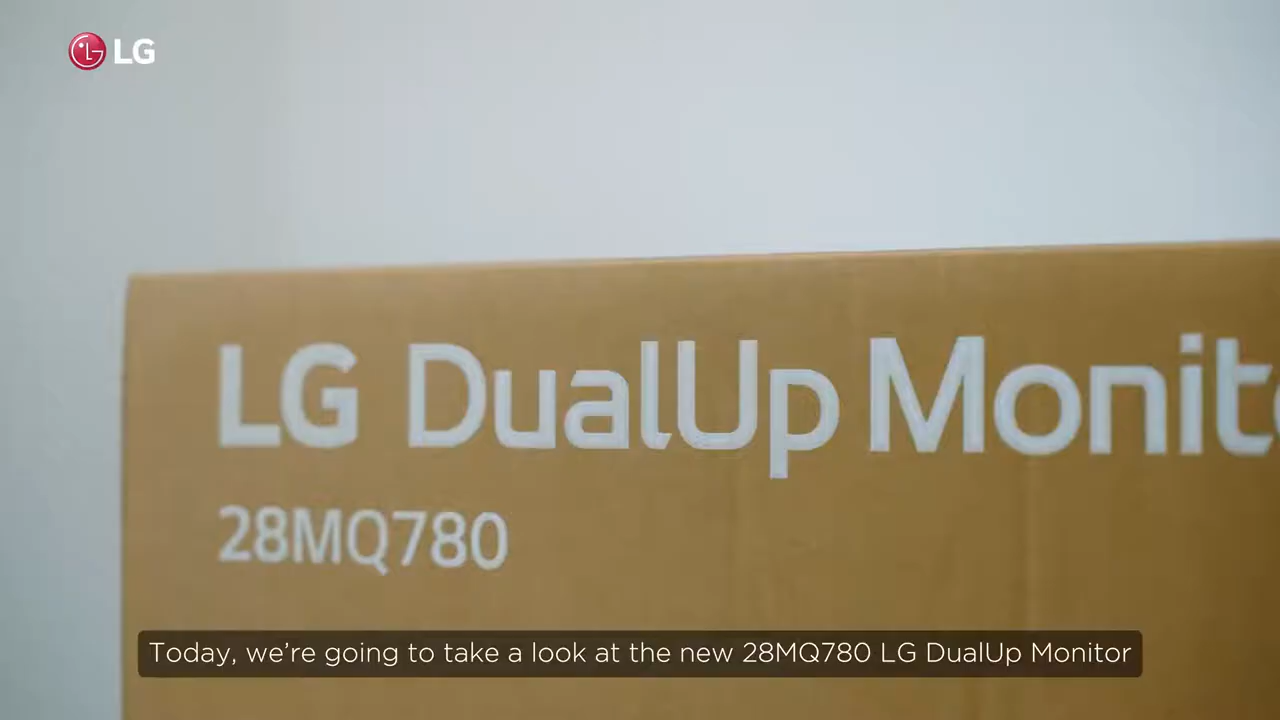 LG
LG DualUp Monit
28MQ780
Today, we’re going to take a look at the new 28MQ780 LG DualUp Monitor